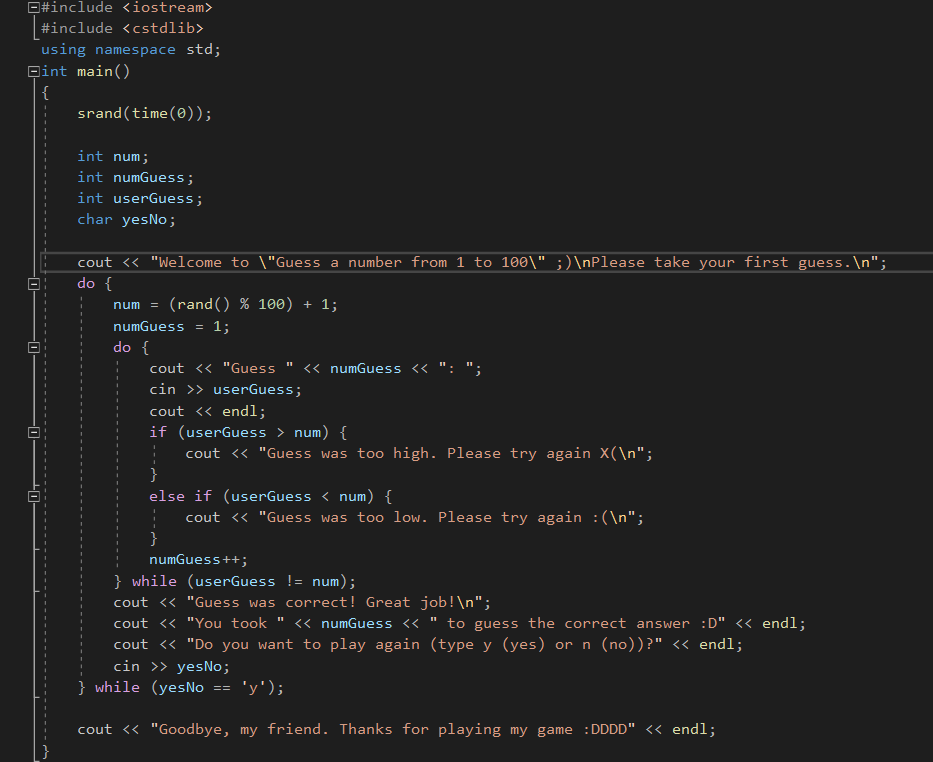 #include <iostream>
#include <cstdlib>
using namespace std;
int main()
{
    srand(time(0));

    int num;
    int numGuess;
    int userGuess;
    char yesNo;

    cout << "Welcome to \"Guess a number from 1 to 100\" ;)\nPlease take your first guess.\n";
    do {
        num = (rand() % 100) + 1;
        numGuess = 1;
        do {
            cout << "Guess " << numGuess << ": ";
            cin >> userGuess;
            cout << endl;
            if (userGuess > num) {
                cout << "Guess was too high. Please try again X(\n";
            }
            else if (userGuess < num) {
                cout << "Guess was too low. Please try again :(\n";
            }
            numGuess++;
        } while (userGuess != num);
        cout << "Guess was correct! Great job!\n";
        cout << "You took " << numGuess << " to guess the correct answer :D" << endl;
        cout << "Do you want to play again (type y (yes) or n (no))?" << endl;
        cin >> yesNo;
    } while (yesNo == 'y');

    cout << "Goodbye, my friend. Thanks for playing my game :DDDD" << endl;
}